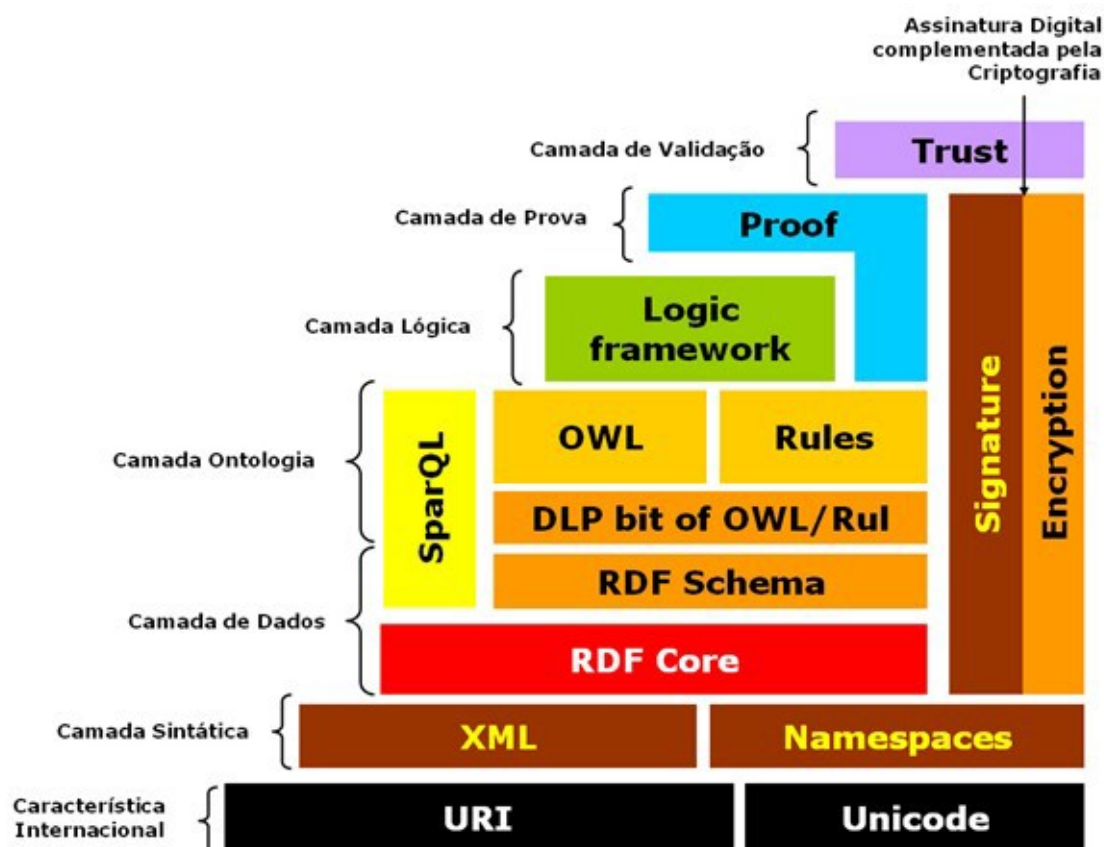 Assinatura Digital
complementada pela
Criptografia
Camada de Validação
Trust
Camada de Prova
Proof
Camada Lógica
Logic
framework
Camada Ontologia
SparQL
OWL
Rules
DLP bit of OWL/Rul
Signature
Encryption
Camada de Dados
RDF Schema
RDF Core
Camada Sintática
XML
Namespaces
Característica
Internacional
URI
Unicode